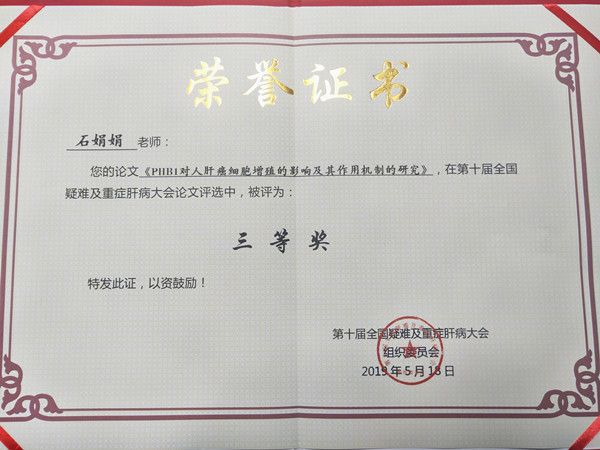 荣誉证书
石娟娟 老师：
您的论文《PHB1对人肝癌细胞增殖的影响及其作用机制的研究》，在第十届全国
疑难及重症肝病大会论文评选中，被评为：
三等奖
特发此证，以资鼓励！
第十届全国疑难及重症肝病大会
组织委员会
2019年5月18日